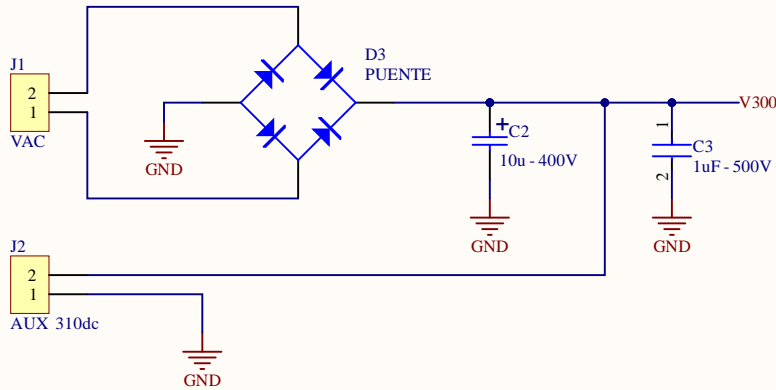 J1
2
1
VAC
GND
D3
PUENTE
+
C2
10u - 400V
GND
V300
1
C3
1uF - 500V
2
GND
J2
2
1
AUX 310dc
GND